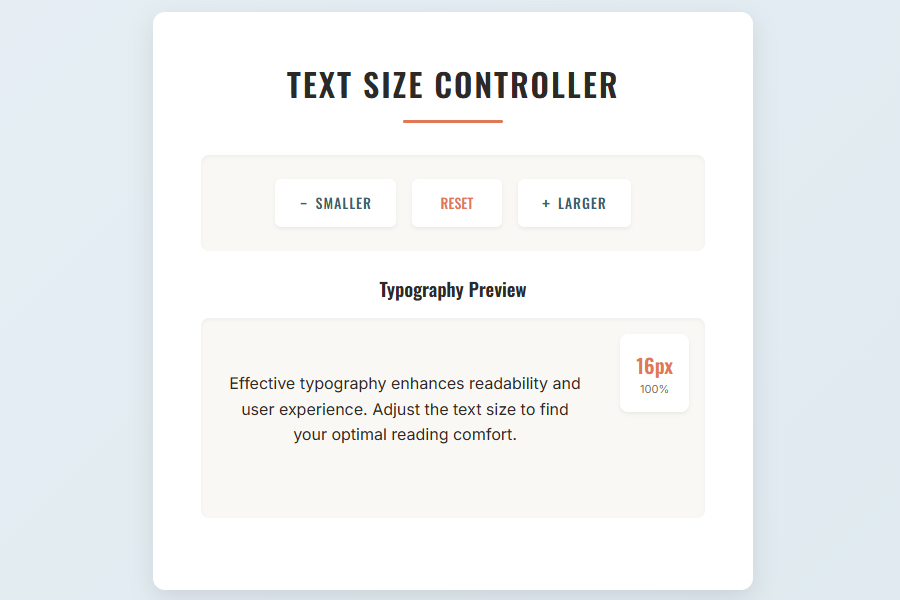 TEXT SIZE CONTROLLER
− SMALLER
RESET
+ LARGER
Typography Preview
16px
100%
Effective typography enhances readability and
user experience. Adjust the text size to find
your optimal reading comfort.